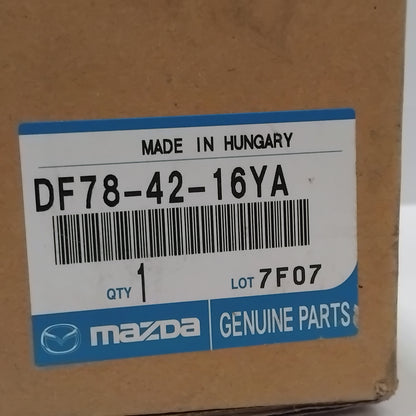 MADE IN HUNGARY
DF78-42-16YA
QTY 1 LOT 7F07
mazda GENUINE PARTS